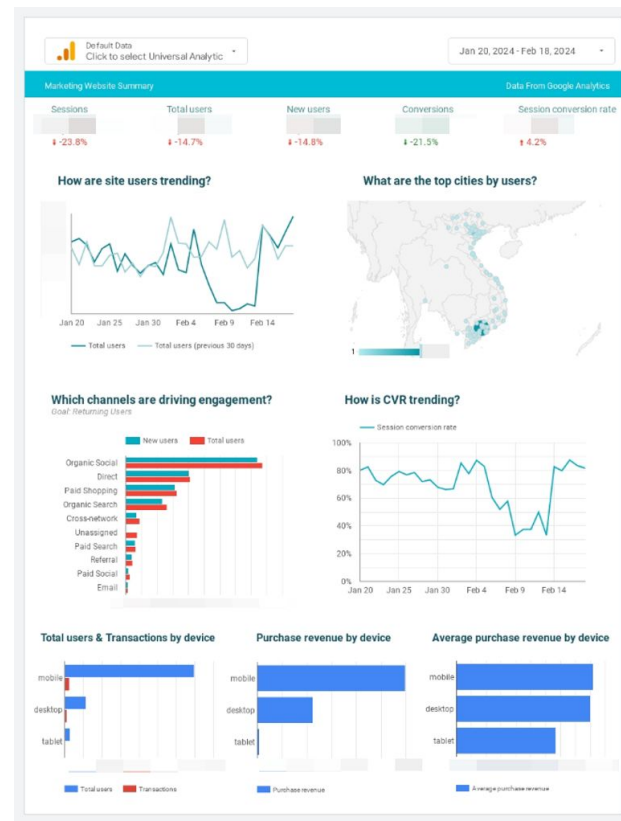 Default Data
Click to select Universal Analytic
Jan 20, 2024 - Feb 18, 2024
Marketing Website Summary
Data From Google Analytics
Sessions
Total users
New users
Conversions
Session conversion rate
-23.8%
-14.7%
-14.8%
-21.5%
4.2%
How are site users trending?
What are the top cities by users?
Jan 20 Jan 25 Jan 30 Feb 4 Feb 9 Feb 14
Total users Total users (previous 30 days)
1
Which channels are driving engagement?
Goal: Returning Users
New users Total users
Organic Social
Direct
Paid Shopping
Organic Search
Cross-network
Unassigned
Paid Search
Referral
Paid Social
Email
How is CVR trending?
Session conversion rate
100%
80%
60%
40%
20%
0%
Jan 20 Jan 25 Jan 30 Feb 4 Feb 9 Feb 14
Total users & Transactions by device
mobile
desktop
tablet
Total users Transactions
Purchase revenue by device
mobile
desktop
tablet
Purchase revenue
Average purchase revenue by device
mobile
desktop
tablet
Average purchase revenue